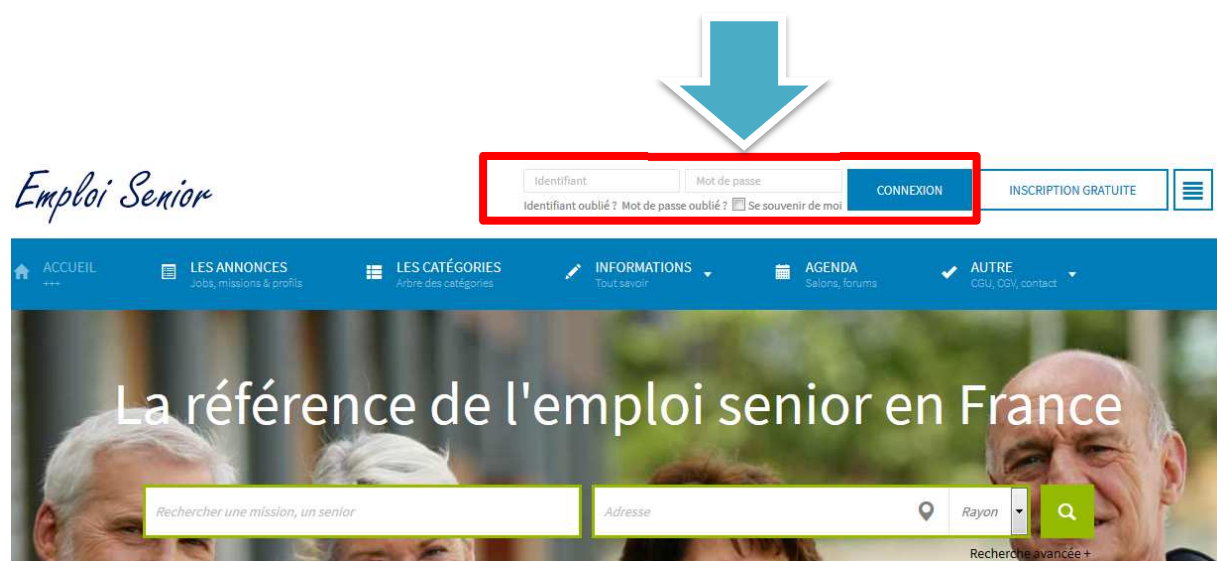 Emploi Senior
Identifiant
Mot de passe
CONNEXION
INSCRIPTION GRATUITE
Identifiant oublié ? Mot de passe oublié ? Se souvenir de moi
ACCUEIL
+++
LES ANNONCES
Jobs, missions & profils
LES CATÉGORIES
Arbre des catégories
INFORMATIONS
Tout savoir
AGENDA
Salons, forums
AUTRE
CGU, CGV, contact
La référence de l'emploi senior en France
Rechercher une mission, un senior
Adresse
Rayon
Recherche avancée +